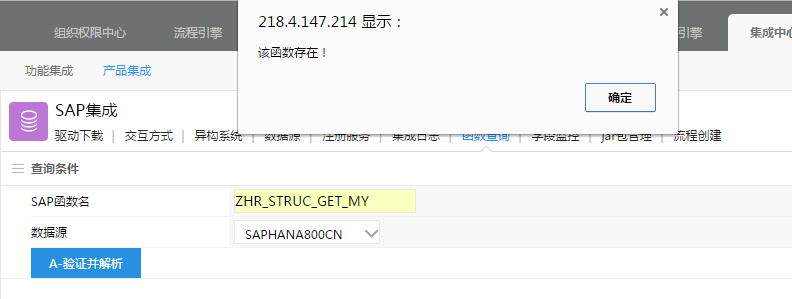 218.4.147.214 显示：
该函数存在！
确定
组织权限中心 流程引擎 引擎 集成中心
功能集成 产品集成
SAP集成
驱动下载 | 交互方式 | 异构系统 | 数据源 | 注册服务 | 集成日志 | 函数查询 | 字段监控 | jar包管理 | 流程创建
查询条件
SAP函数名 ZHR_STRUC_GET_MY
数据源 SAPHANA800CN
A-验证并解析